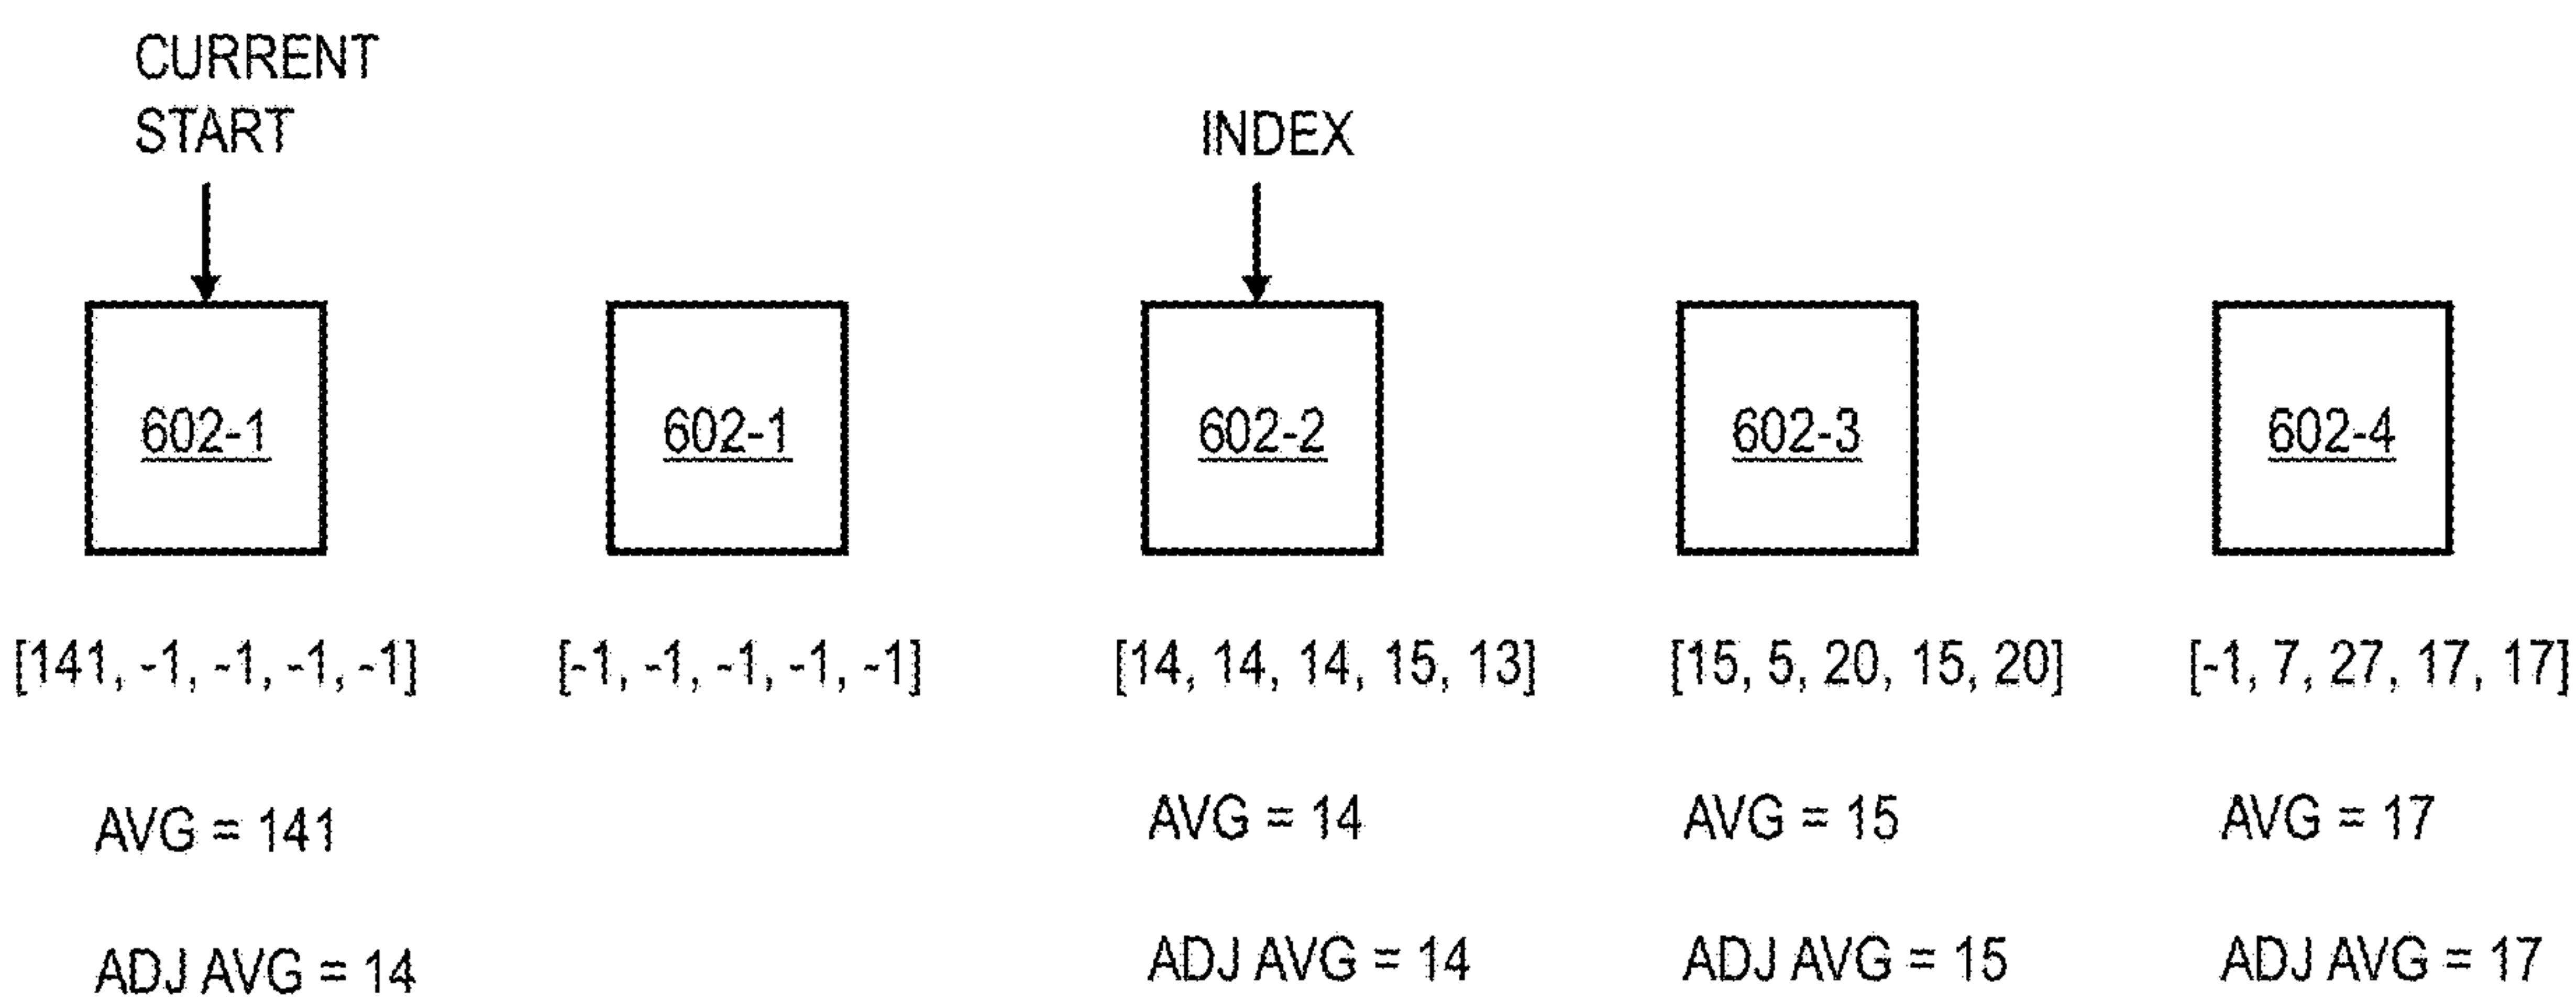 CURRENT
START
INDEX
602-1
602-1
602-2
602-3
602-4
[141, -1, -1, -1, -1]
[-1, -1, -1, -1, -1]
[14, 14, 14, 15, 13]
[15, 5, 20, 15, 20]
[-1, 7, 27, 17, 17]
AVG = 141
AVG = 14
AVG = 15
AVG = 17
ADJ AVG = 14
ADJ AVG = 14
ADJ AVG = 15
ADJ AVG = 17